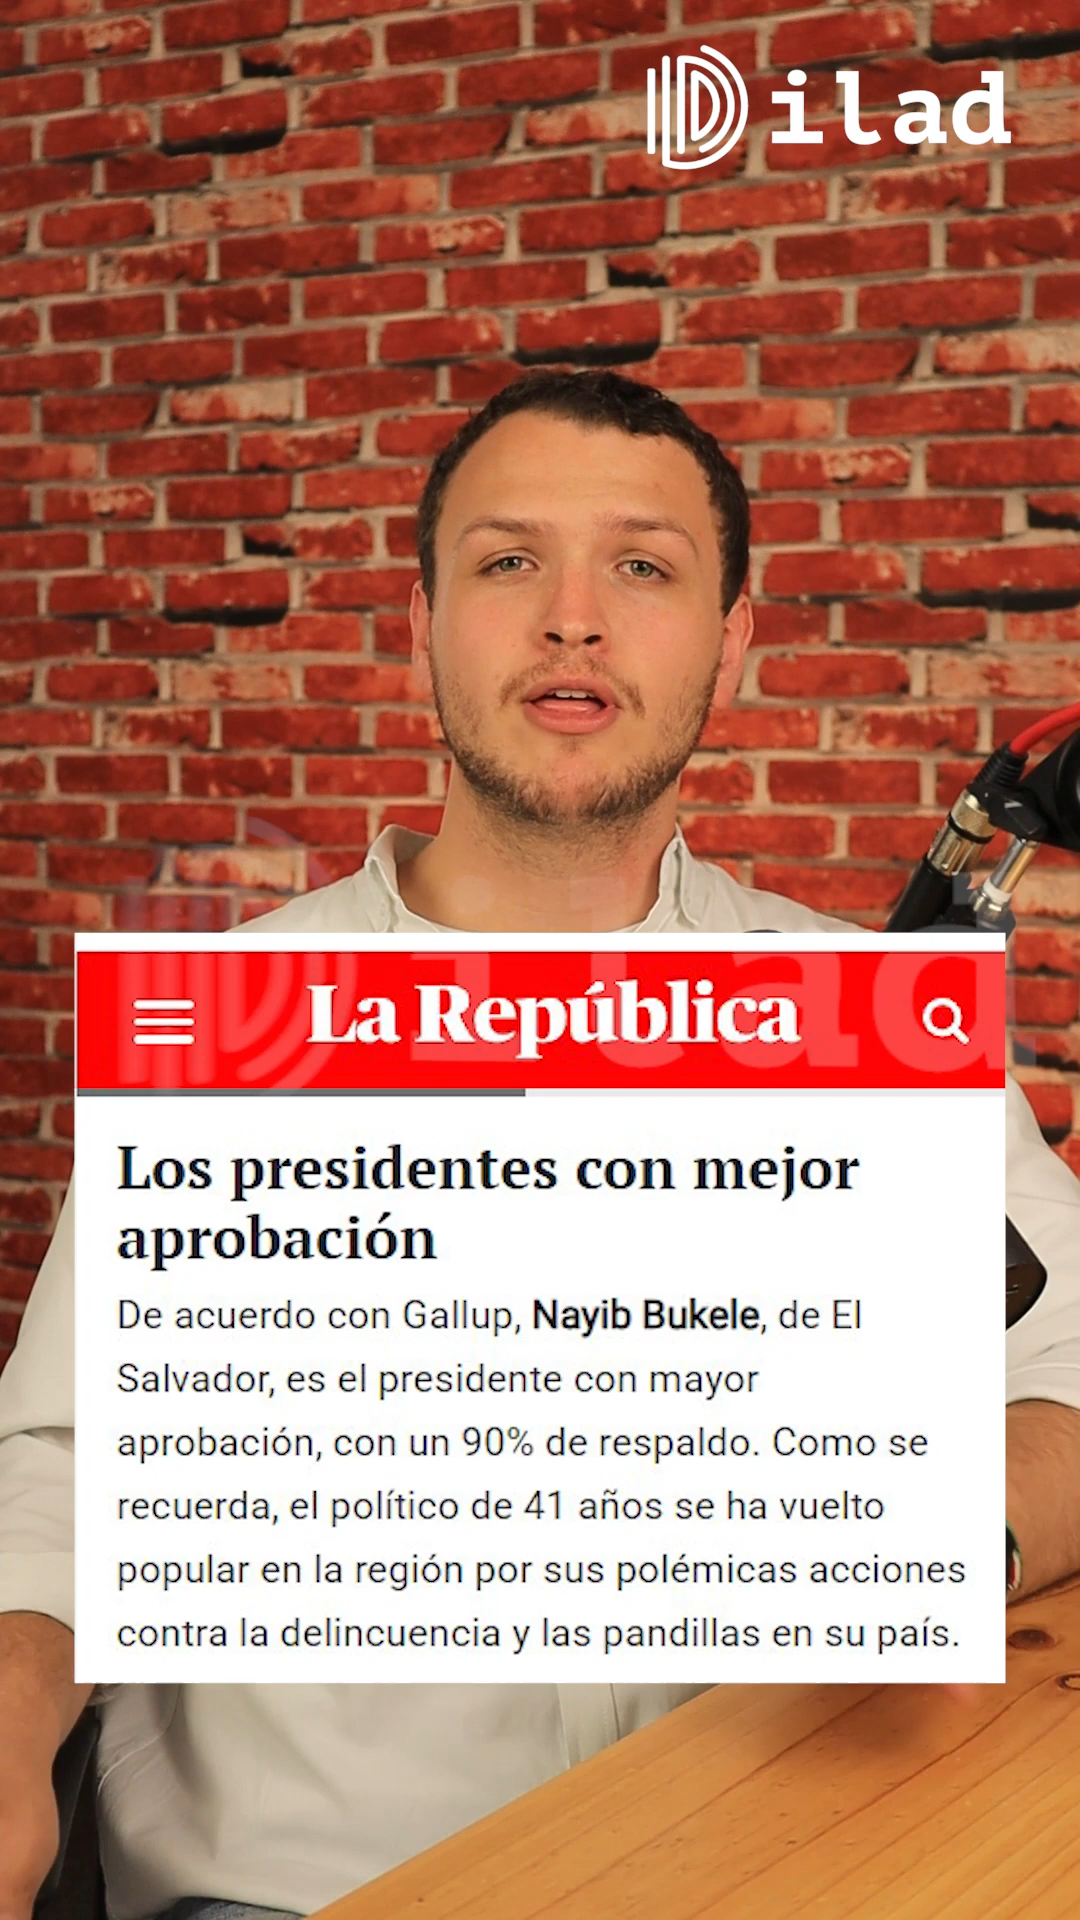 ilad
La República
Los presidentes con mejor
aprobación
De acuerdo con Gallup, Nayib Bukele, de El
Salvador, es el presidente con mayor
aprobación, con un 90% de respaldo. Como se
recuerda, el político de 41 años se ha vuelto
popular en la región por sus polémicas acciones
contra la delincuencia y las pandillas en su país.
ilad